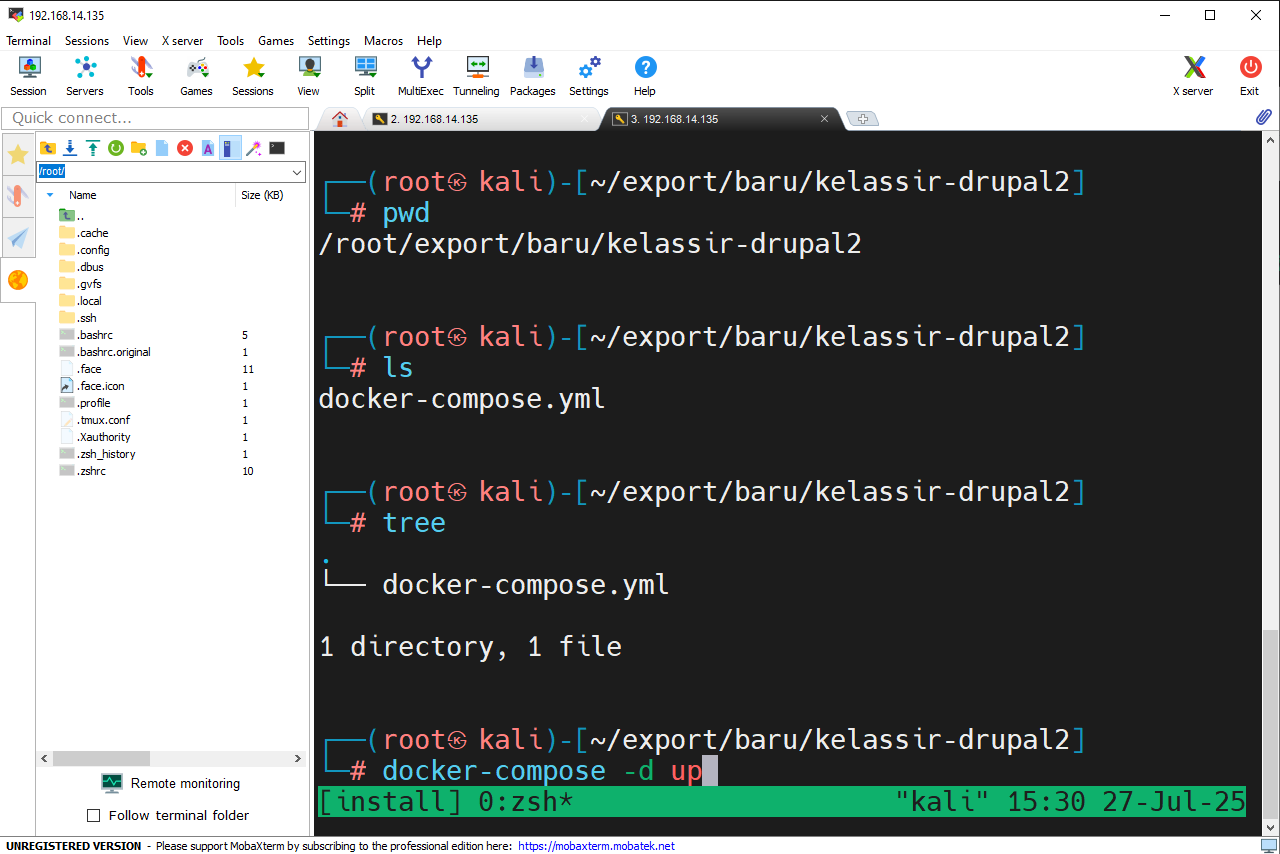 192.168.14.135
Terminal Sessions View X server Tools Games Settings Macros Help
Session Servers Tools Games Sessions View Split MultiExec Tunneling Packages Settings Help X server Exit
Quick connect...
2. 192.168.14.135
3. 192.168.14.135
/root/
Name Size (KB)
..
.cache
.config
.dbus
.gvfs
.local
.ssh
.bashrc 5
.bashrc.original 1
.face 11
.face.icon 1
.profile 1
.tmux.conf 1
.Xauthority 1
.zsh_history 1
.zshrc 10
Remote monitoring
Follow terminal folder
┌──(root㉿kali)-[~/export/baru/kelassir-drupal2]
└─# pwd
/root/export/baru/kelassir-drupal2
┌──(root㉿kali)-[~/export/baru/kelassir-drupal2]
└─# ls
docker-compose.yml
┌──(root㉿kali)-[~/export/baru/kelassir-drupal2]
└─# tree
.
└── docker-compose.yml
1 directory, 1 file
┌──(root㉿kali)-[~/export/baru/kelassir-drupal2]
└─# docker-compose -d up
[install] 0:zsh* "kali" 15:30 27-Jul-25
UNREGISTERED VERSION - Please support MobaXterm by subscribing to the professional edition here: https://mobaxterm.mobatek.net